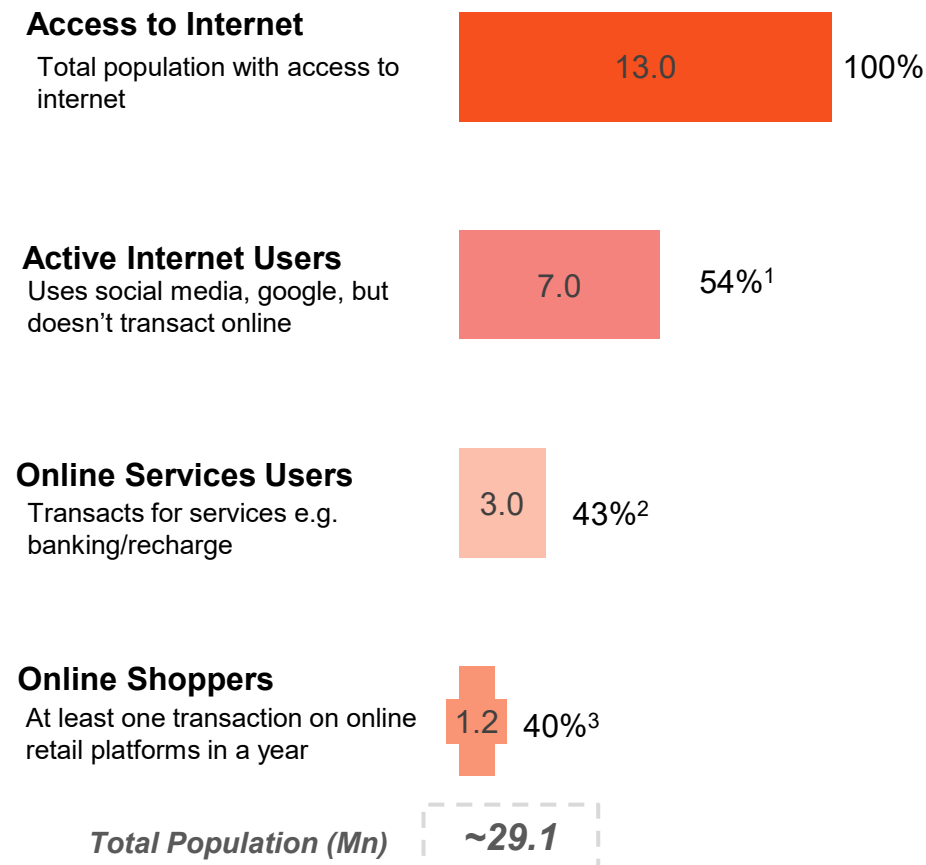 Access to Internet
Total population with access to
internet
13.0
100%
Active Internet Users
Uses social media, google, but
doesn’t transact online
7.0
54%¹
Online Services Users
Transacts for services e.g.
banking/recharge
3.0
43%²
Online Shoppers
At least one transaction on online
retail platforms in a year
1.2
40%³
Total Population (Mn)
~29.1